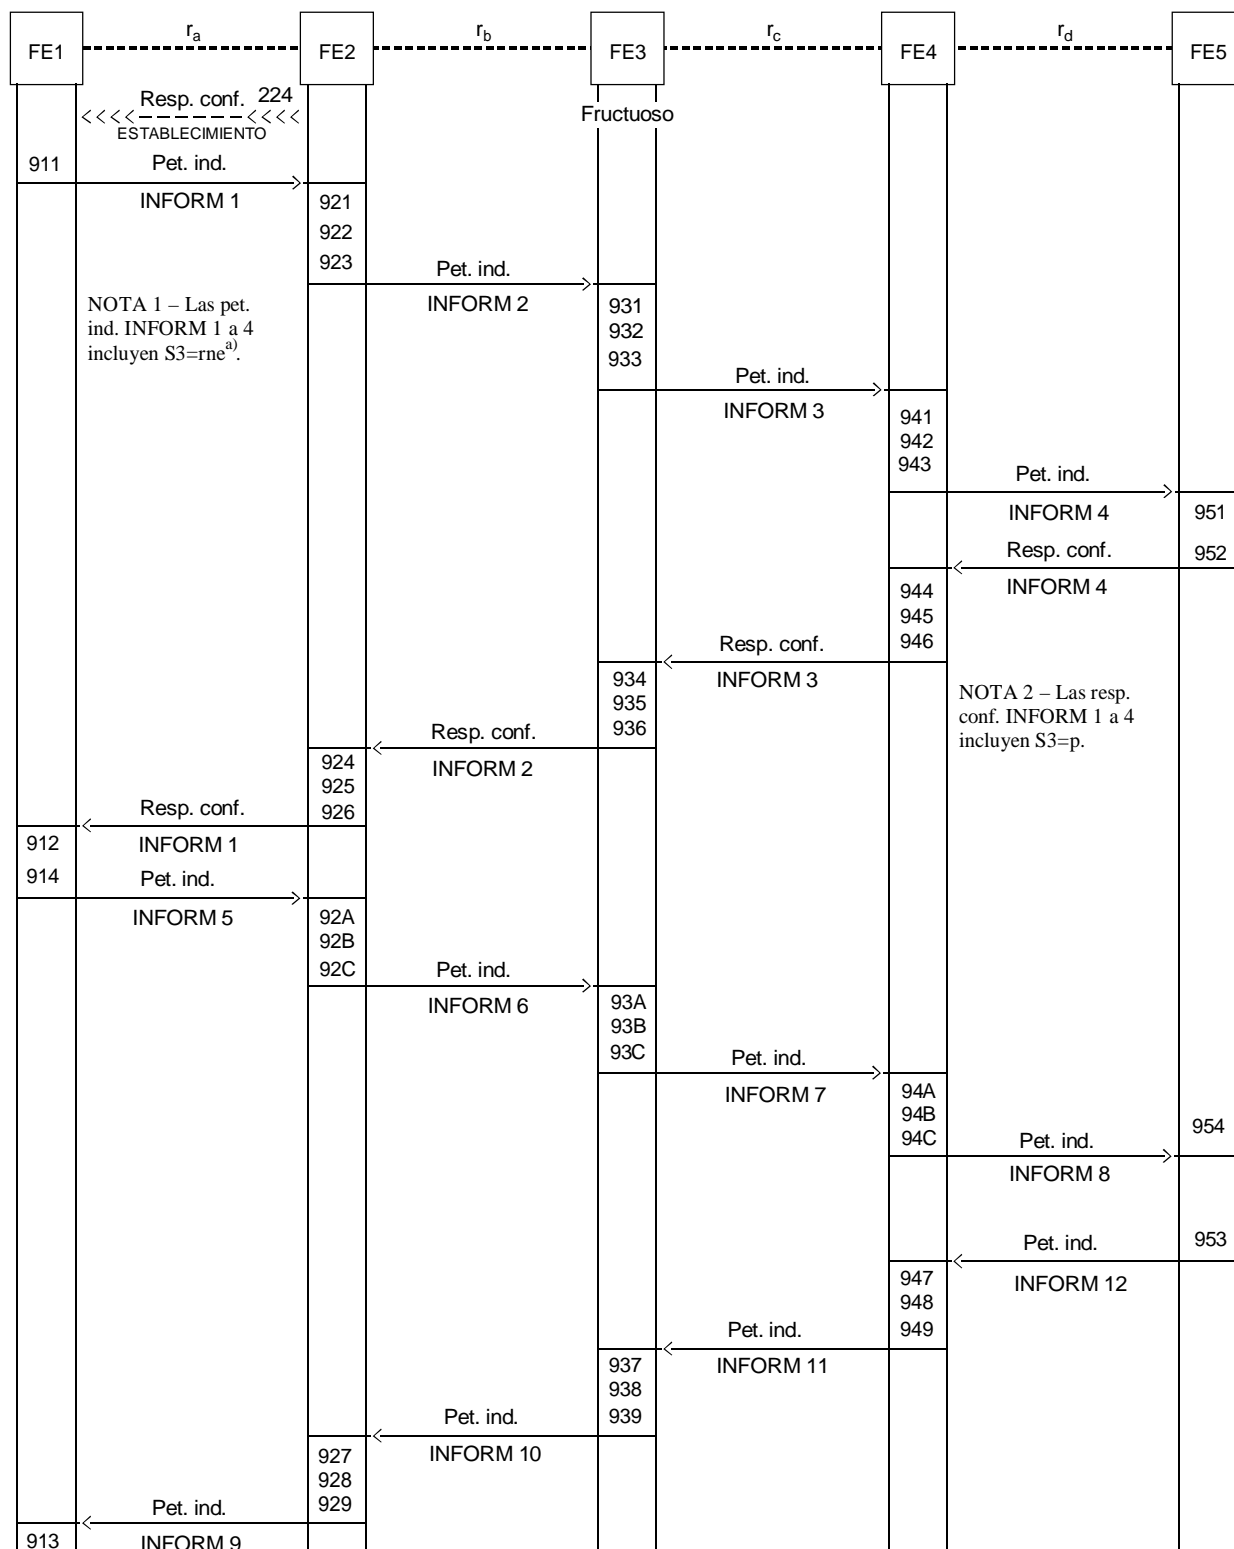 r_a r_b r_c r_d
FE1 FE2 FE3 FE4 FE5
Resp. conf. 224
ESTABLECIMIENTO
Fructuoso
911 Pet. ind.
INFORM 1 921
922
923 Pet. ind.
INFORM 2 931
932
933 Pet. ind.
NOTA 1 – Las pet.
ind. INFORM 1 a 4
incluyen S3=rne^a).
INFORM 3 941
942
943 Pet. ind.
INFORM 4 951
Resp. conf. 952
INFORM 4 944
945
Resp. conf. 946
INFORM 3 934
935
Resp. conf. 936
NOTA 2 – Las resp.
conf. INFORM 1 a 4
incluyen S3=p.
INFORM 2 924
925
Resp. conf. 926
912 INFORM 1
914 Pet. ind.
INFORM 5 92A
92B
92C Pet. ind.
INFORM 6 93A
93B
93C Pet. ind.
INFORM 7 94A
94B
94C Pet. ind. 954
INFORM 8
Pet. ind. 953
INFORM 12 947
948
Pet. ind. 949
INFORM 11 937
938
Pet. ind. 939
INFORM 10 927
928
Pet. ind. 929
913 INFORM 9